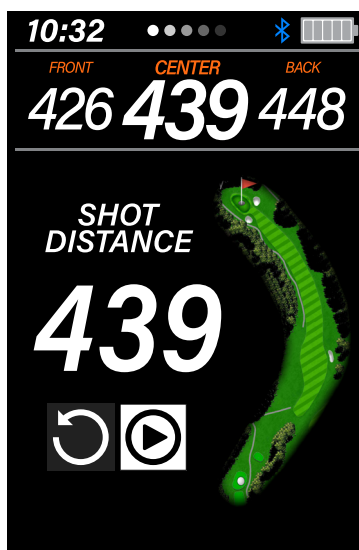 10:32
FRONT CENTER BACK
426 439 448
SHOT
DISTANCE
439